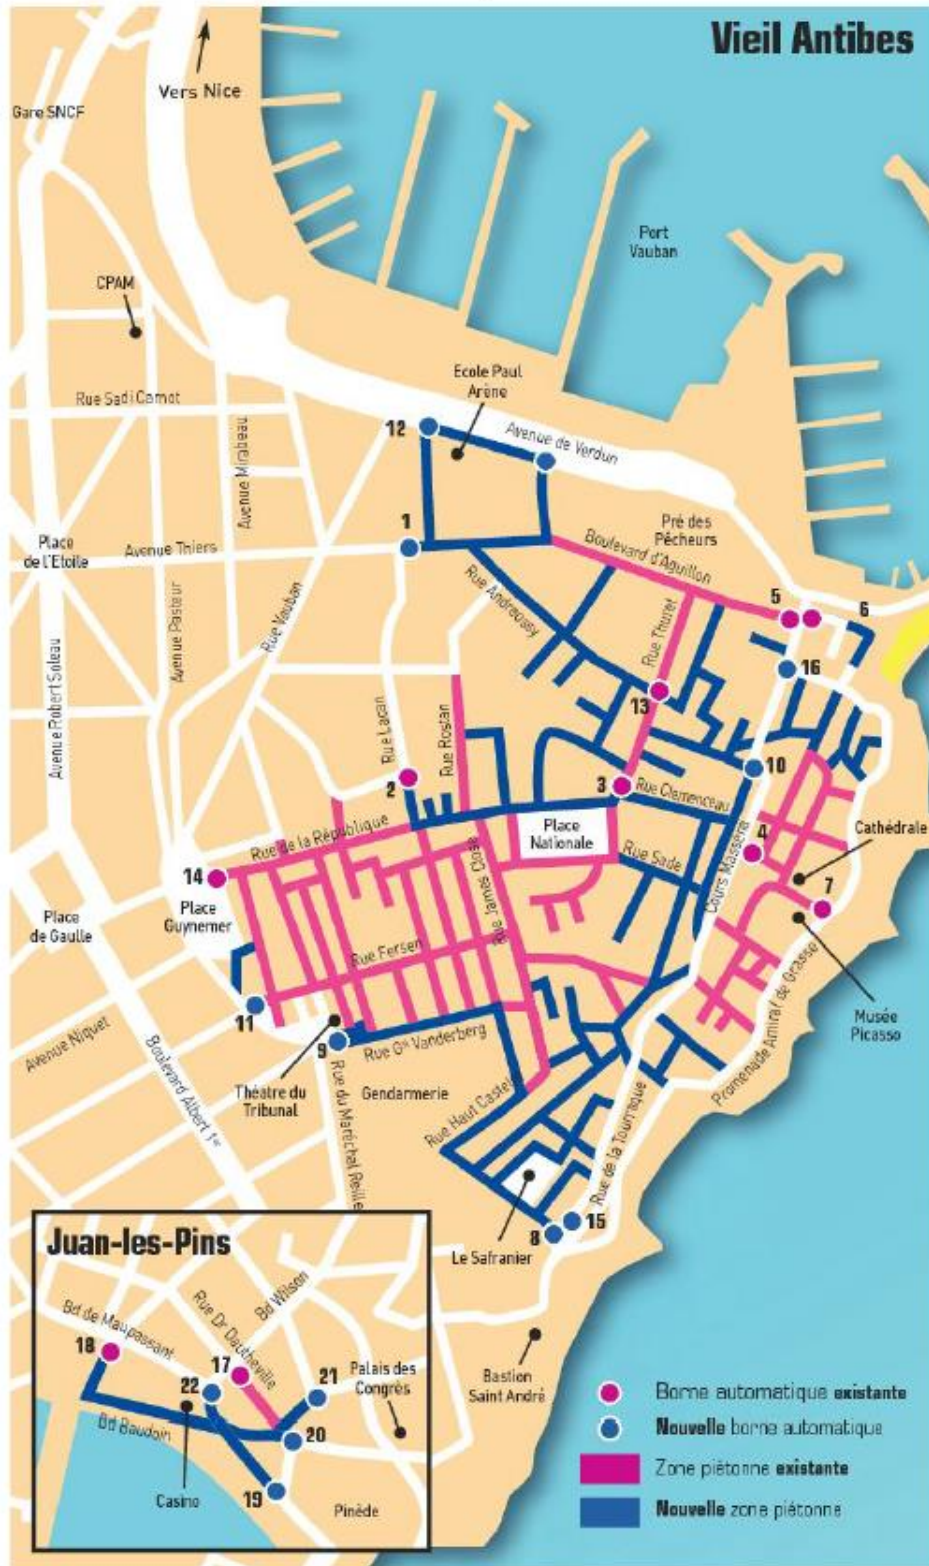 Vieil Antibes
Vers Nice
Gare SNCF
Port
Vauban
CPAM
Ecole Paul
Arène
Rue Sadi Carnot
12
Avenue de Verdun
Avenue Mirabeau
1
Pré des
Pêcheurs
Place
de l'Etoile
Avenue Thiers
Boulevard d'Aguillon
Rue Andreossy
5
6
Avenue Pasteur
Rue Vauban
Rue Thuret
Avenue Robert Soleau
16
13
Rue Lacan
Rue Rostan
2
3
Rue Clemenceau
10
Rue de la République
Place
Nationale
4
Cathédrale
14
Rue James Close
Rue Sade
Cours Masséna
7
Place
de Gaulle
Place
Guynemer
Rue Fersen
Musée
Picasso
11
9
Rue Gal Vanderberg
Avenue Niquet
Promenade Amiral de Grasse
Théatre du
Tribunal
Gendarmerie
Boulevard Albert 1er
Rue du Maréchal Reille
Rue Haut Castel
Rue de la Tourraque
8
15
Le Safranier
Juan-les-Pins
Bd Wilson
Rue Dr Dautheville
Bd de Maupassant
18
17
22
21
Palais des
Congrès
Bastion
Saint André
Bd Baudoin
20
Casino
19
Pinède
Borne automatique existante
Nouvelle borne automatique
Zone piétonne existante
Nouvelle zone piétonne